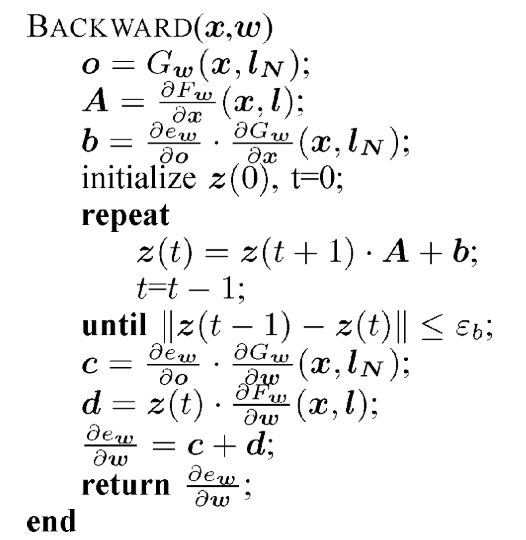 BACKWARD(x,w)
o = G_w(x, l_N);
A = ∂F_w/∂x (x, l);
b = ∂e_w/∂o · ∂G_w/∂x (x, l_N);
initialize z(0), t=0;
repeat
z(t) = z(t + 1) · A + b;
t=t − 1;
until ‖z(t − 1) − z(t)‖ ≤ ε_b;
c = ∂e_w/∂o · ∂G_w/∂w (x, l_N);
d = z(t) · ∂F_w/∂w (x, l);
∂e_w/∂w = c + d;
return ∂e_w/∂w;
end